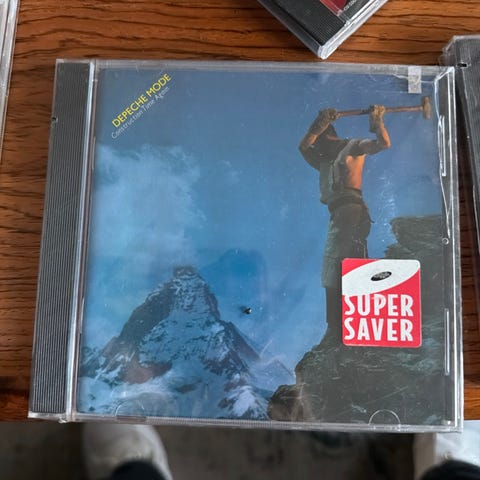 DEPECHE MODE
Construction Time Again
SUPER
SAVER